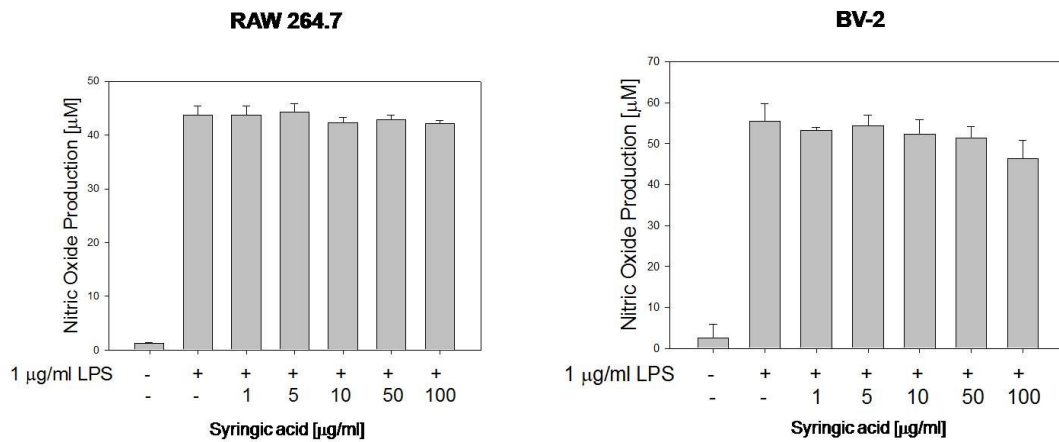 RAW 264.7
Nitric Oxide Production [µM]
50
40
30
20
10
0
1 µg/ml LPS - + + + + + +
- - 1 5 10 50 100
Syringic acid [µg/ml]
BV-2
Nitric Oxide Production [µM]
70
60
50
40
30
20
10
0
1 µg/ml LPS - + + + + + +
- - 1 5 10 50 100
Syringic acid [µg/ml]